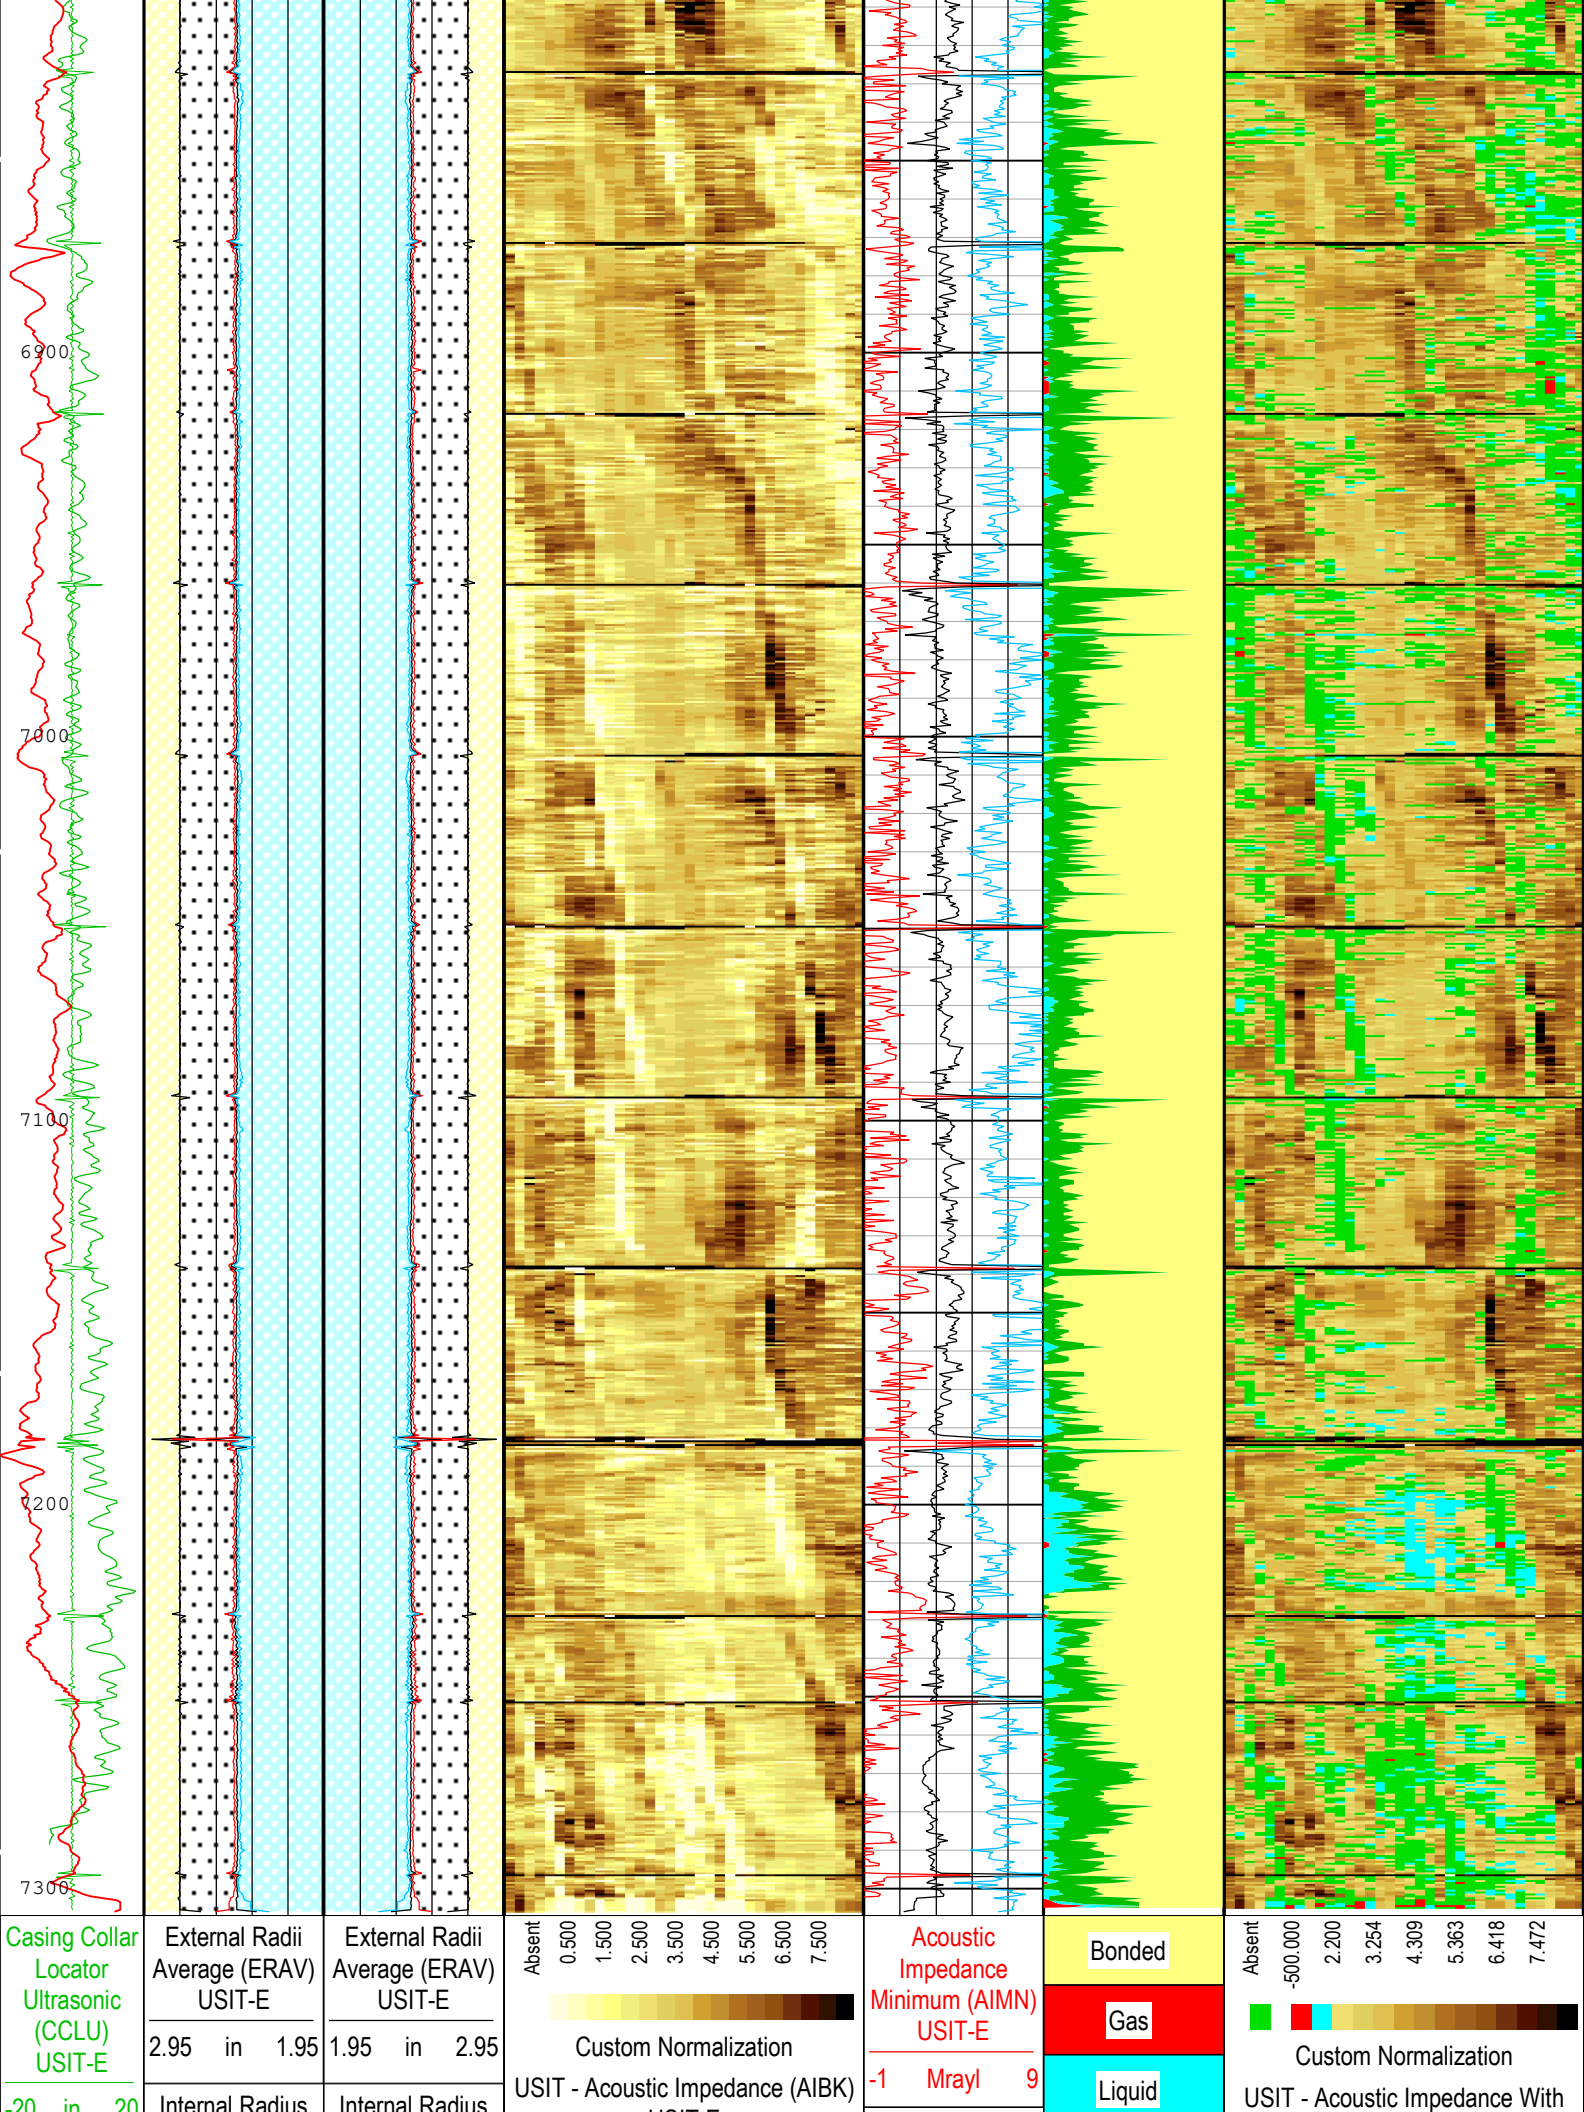 6900
7000
7100
7200
7300
Casing Collar
Locator
Ultrasonic
(CCLU)
USIT-E
-20 in 20
External Radii
Average (ERAV)
USIT-E
2.95 in 1.95
Internal Radius
External Radii
Average (ERAV)
USIT-E
1.95 in 2.95
Internal Radius
Absent
0.500
1.500
2.500
3.500
4.500
5.500
6.500
7.500
Custom Normalization
USIT - Acoustic Impedance (AIBK)
USIT-E
Acoustic
Impedance
Minimum (AIMN)
USIT-E
-1 Mrayl 9
Bonded
Gas
Liquid
Absent
-500.000
2.200
3.254
4.309
5.363
6.418
7.472
Custom Normalization
USIT - Acoustic Impedance With